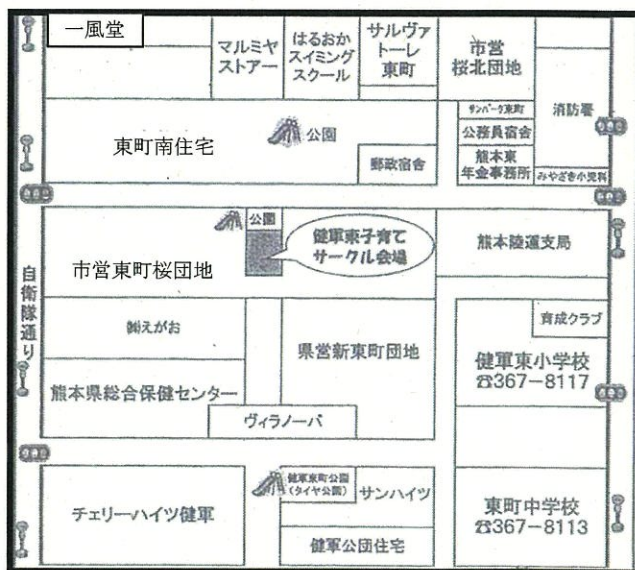 一風堂
マルミヤ
ストアー
はるおか
スイミング
スクール
サルヴァ
トーレ
東町
市営
桜北団地
消防署
東町南住宅
公園
郵政宿舎
サンパーク東町
公務員宿舎
熊本東
年金事務所
みやざき小児科
自衛隊通り
公園
市営東町桜団地
健軍東子育て
サークル会場
熊本陸運支局
㈱えがお
県営新東町団地
育成クラブ
健軍東小学校
☎367-8117
熊本県総合保健センター
ヴィラノーバ
チェリーハイツ健軍
健軍東町公園
(タイヤ公園)
サンハイツ
健軍公団住宅
東町中学校
☎367-8113